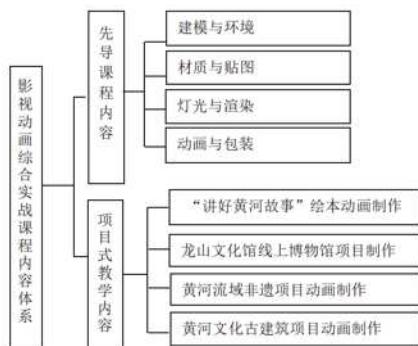 影视动画综合实战课程内容体系
先导课程内容
建模与环境
材质与贴图
灯光与渲染
动画与包装
项目式教学内容
“讲好黄河故事”绘本动画制作
龙山文化馆线上博物馆项目制作
黄河流域非遗项目动画制作
黄河文化古建筑项目动画制作